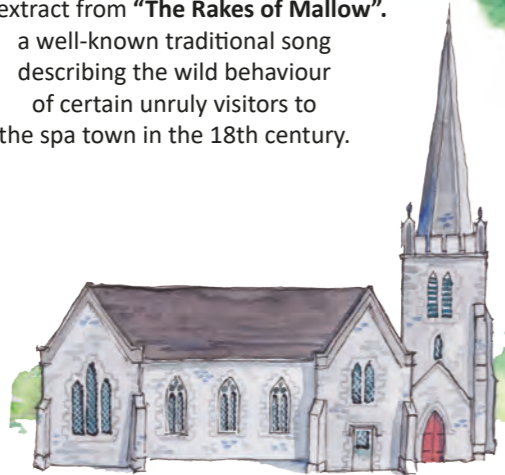 extract from "The Rakes of Mallow".
a well-known traditional song
describing the wild behaviour
of certain unruly visitors to
the spa town in the 18th century.